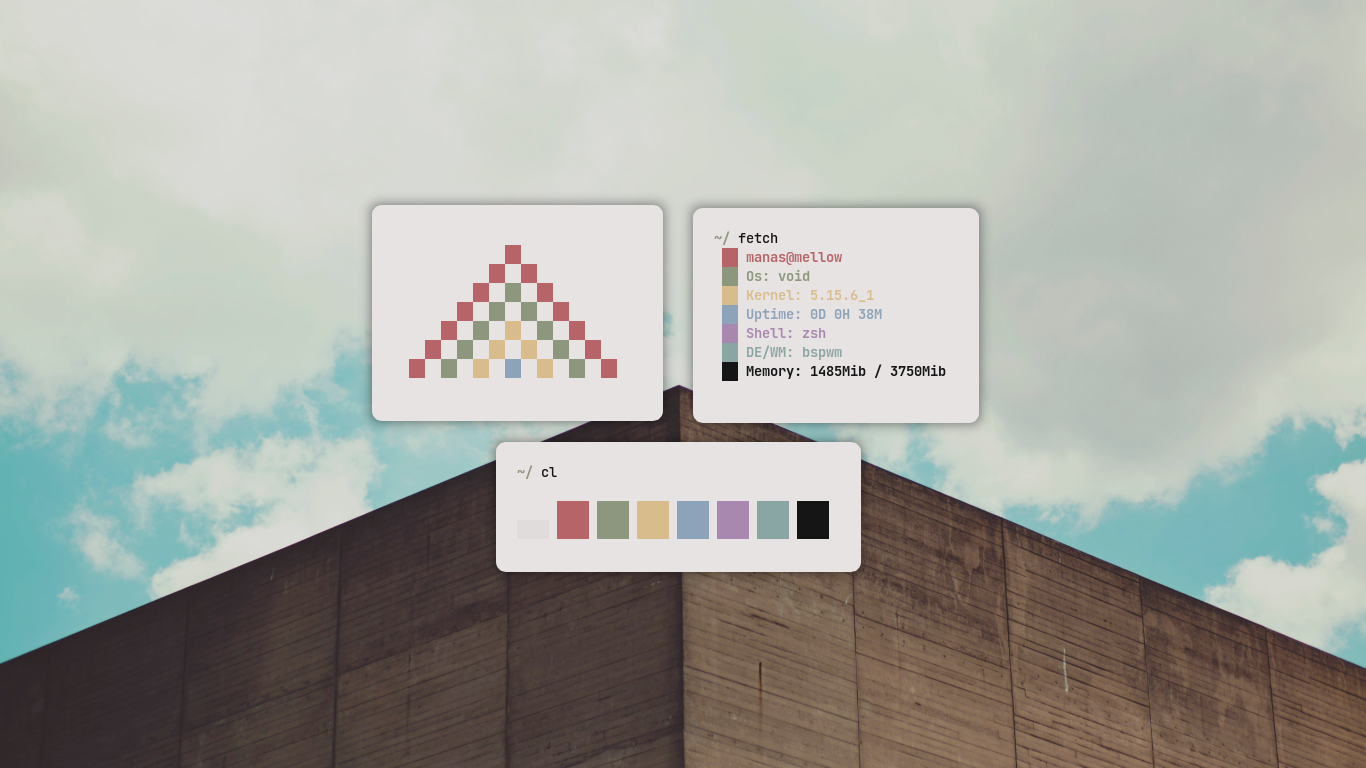 ~/ fetch
manas@mellow
Os: void
Kernel: 5.15.6_1
Uptime: 0D 0H 38M
Shell: zsh
DE/WM: bspwm
Memory: 1485Mib / 3750Mib
~/ cl